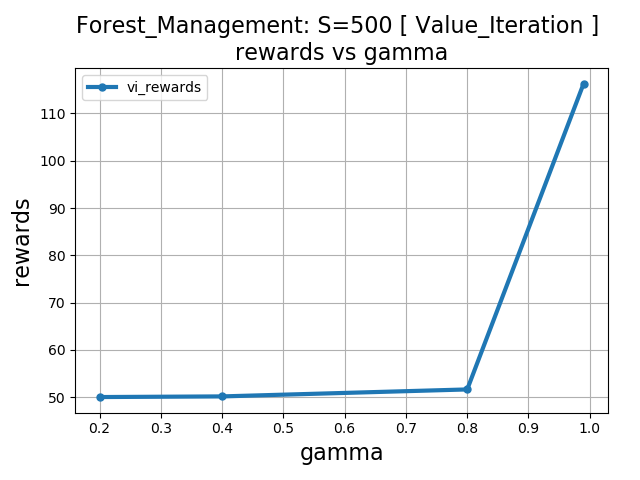 Forest_Management: S=500 [ Value_Iteration ]
rewards vs gamma
vi_rewards
rewards
110
100
90
80
70
60
50
0.2 0.3 0.4 0.5 0.6 0.7 0.8 0.9 1.0
gamma